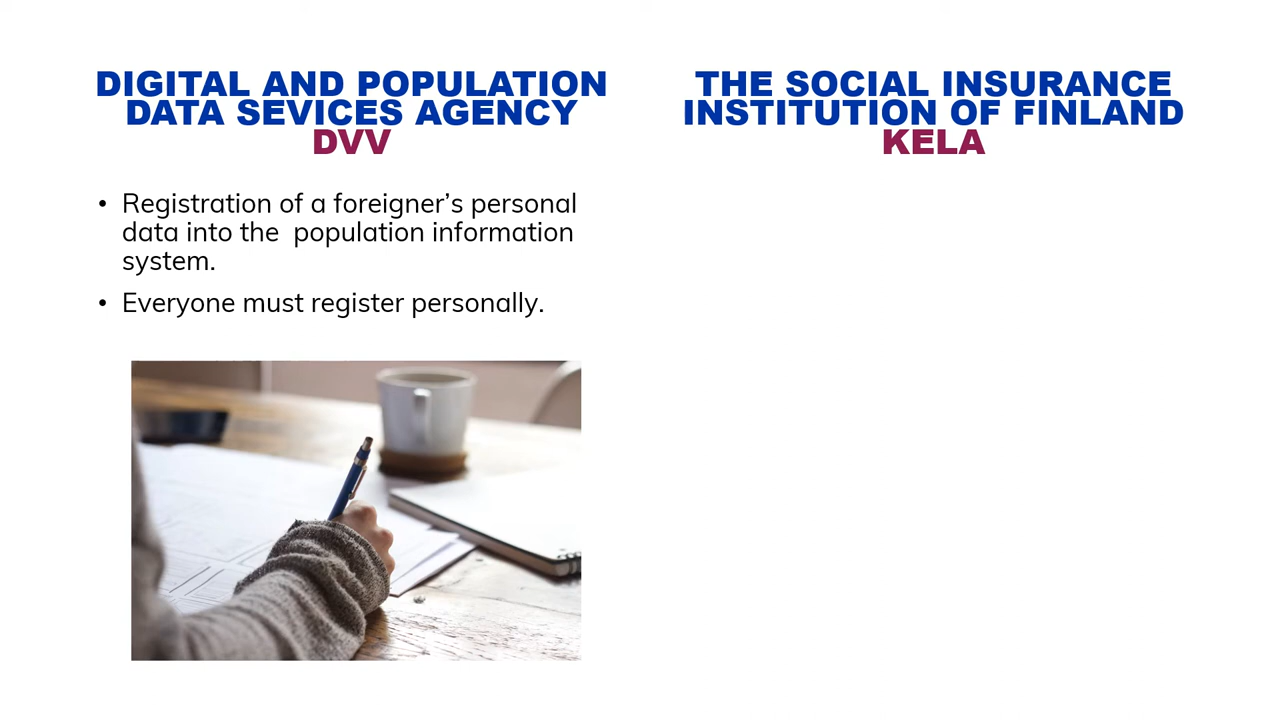 DIGITAL AND POPULATION
DATA SEVICES AGENCY
DVV
• Registration of a foreigner’s personal
data into the  population information
system.
• Everyone must register personally.
THE SOCIAL INSURANCE
INSTITUTION OF FINLAND
KELA